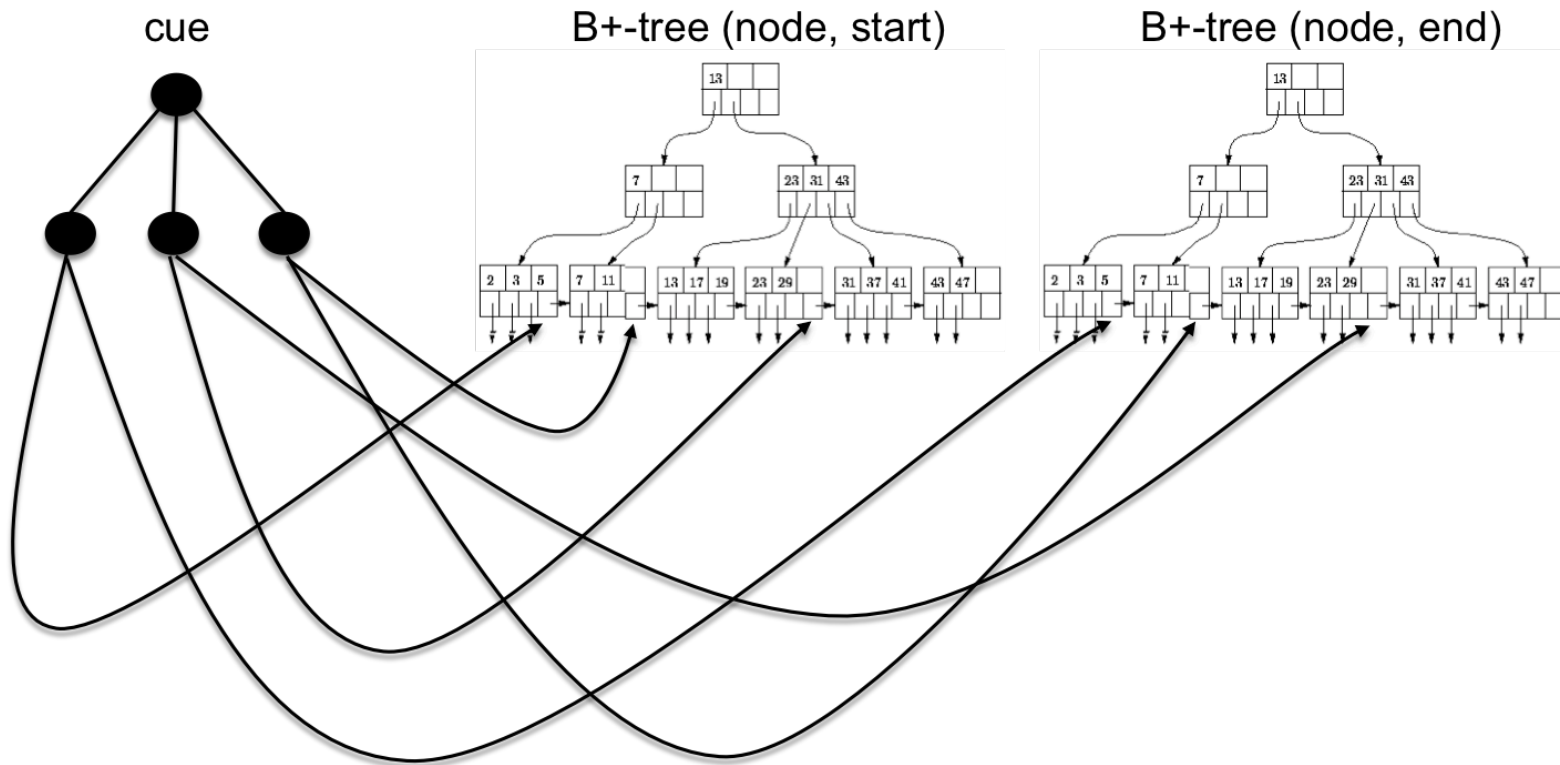 cue
B+-tree (node, start)
B+-tree (node, end)
13
13
7
23 31 43
7
23 31 43
2 3 5
7 11
13 17 19
23 29
31 37 41
43 47
2 3 5
7 11
13 17 19
23 29
31 37 41
43 47